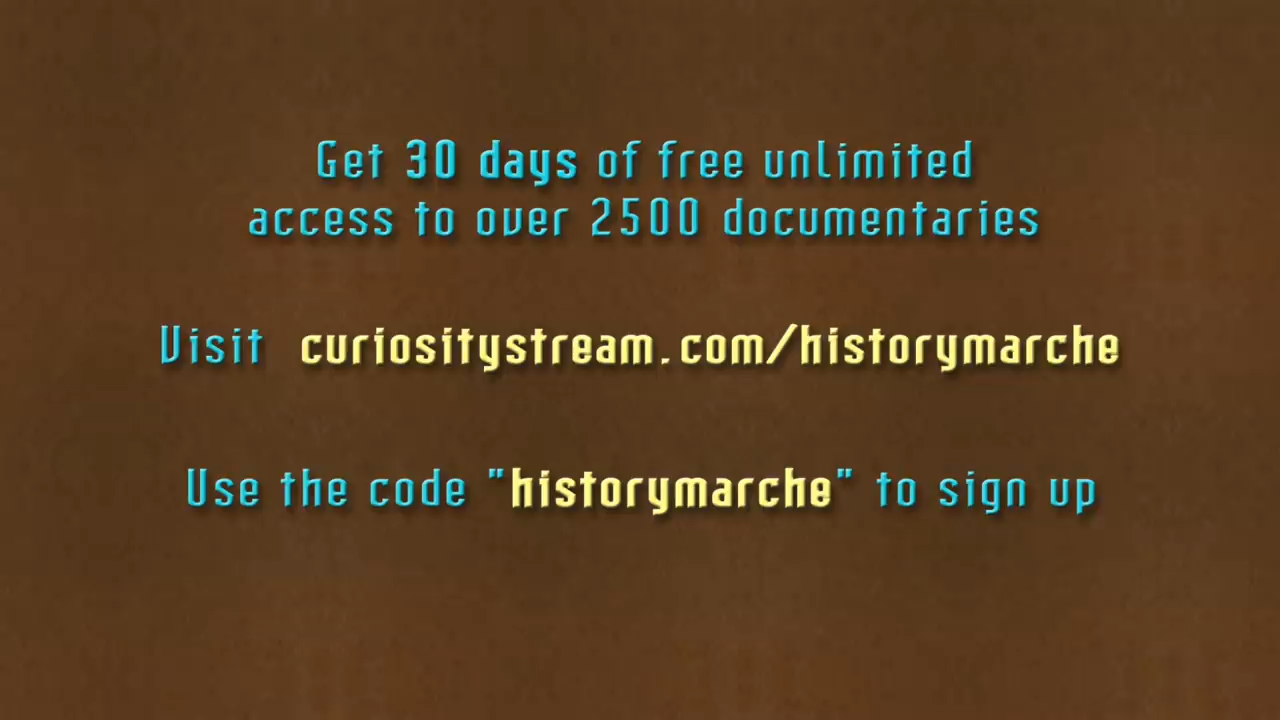 Get 30 days of free unlimited
access to over 2500 documentaries
Visit curiositystream.com/historymarche
Use the code "historymarche" to sign up